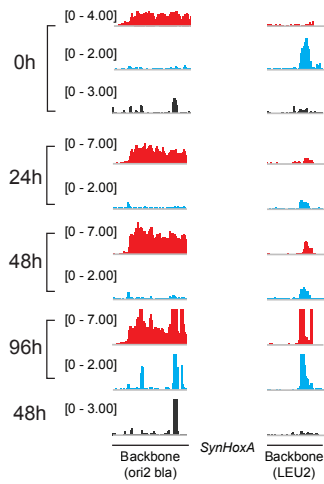 [0 - 4.00]
0h
[0 - 2.00]
[0 - 3.00]
24h
[0 - 7.00]
[0 - 2.00]
48h
[0 - 7.00]
[0 - 2.00]
96h
[0 - 7.00]
[0 - 2.00]
48h
[0 - 3.00]
Backbone
(ori2 bla)
SynHoxA
Backbone
(LEU2)